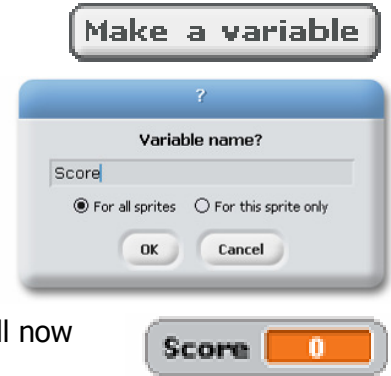 Make a variable
?
Variable name?
Score
For all sprites For this sprite only
OK Cancel
ll now
Score 0